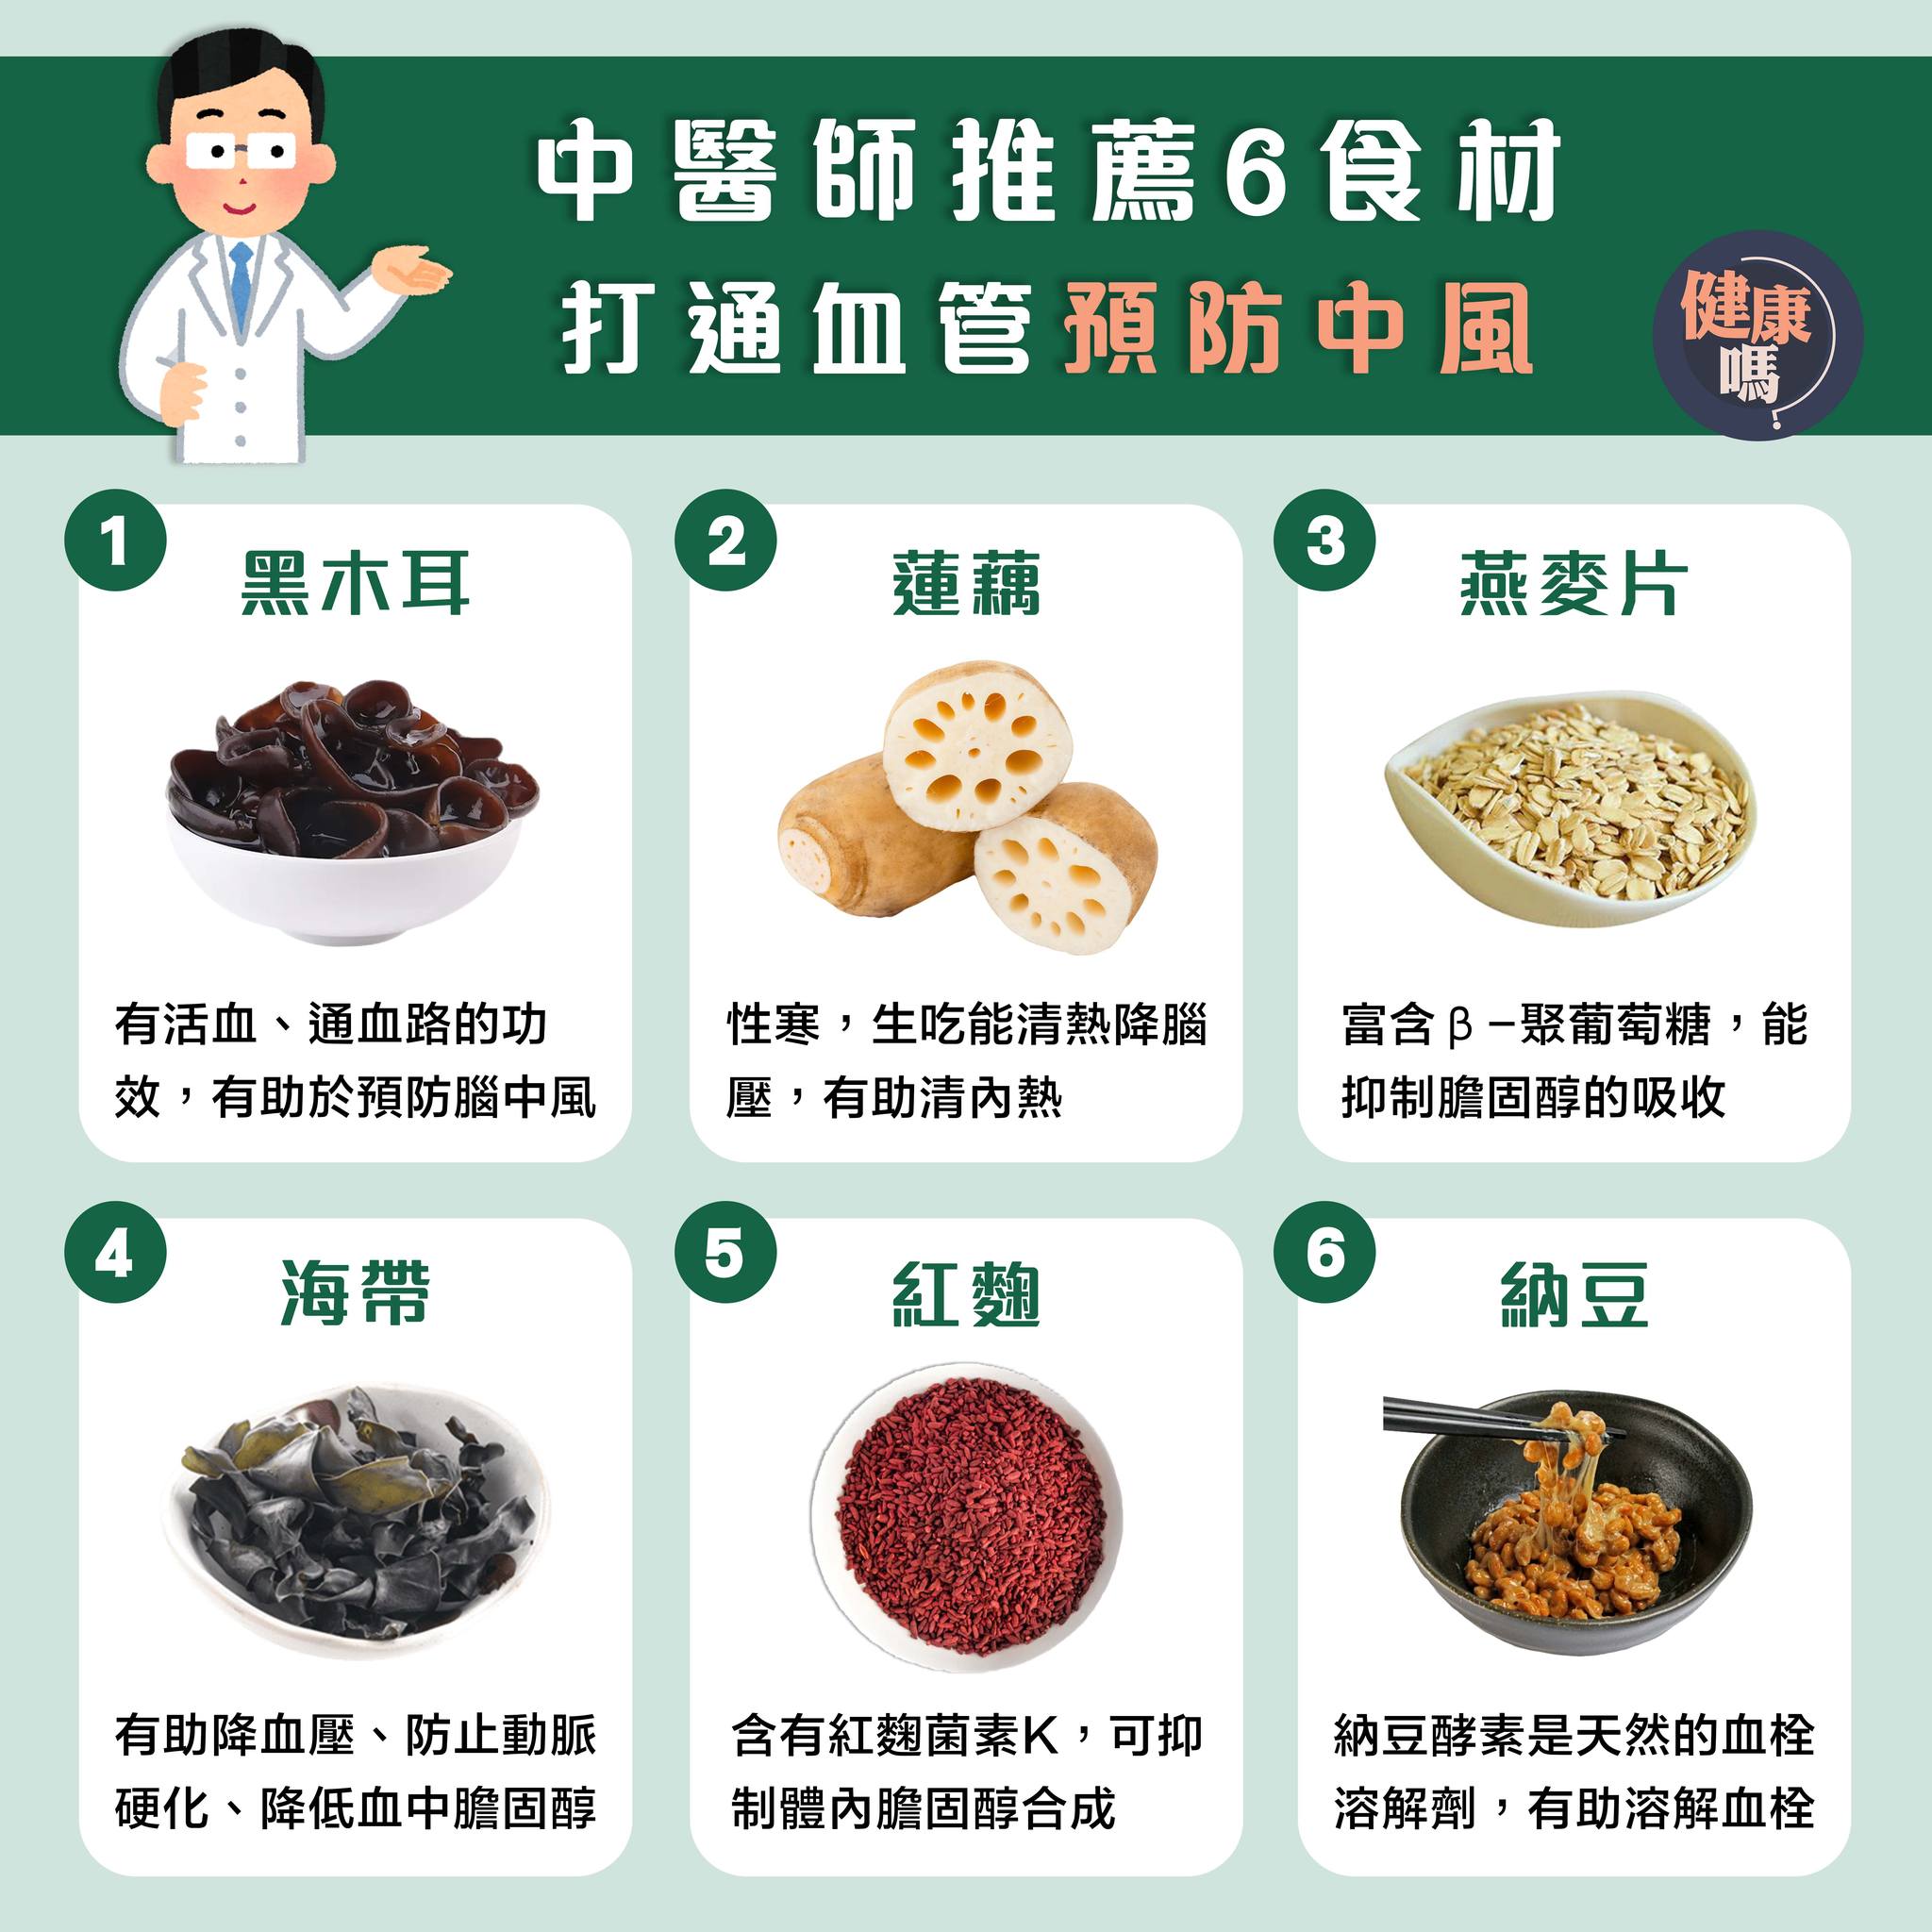 中醫師推薦6食材
打通血管預防中風
健康
嗎?
1
黑木耳
有活血、通血路的功
效，有助於預防腦中風
2
蓮藕
性寒，生吃能清熱降腦
壓，有助清內熱
3
燕麥片
富含β–聚葡萄糖，能
抑制膽固醇的吸收
4
海帶
有助降血壓、防止動脈
硬化、降低血中膽固醇
5
紅麴
含有紅麴菌素K，可抑
制體內膽固醇合成
6
納豆
納豆酵素是天然的血栓
溶解劑，有助溶解血栓